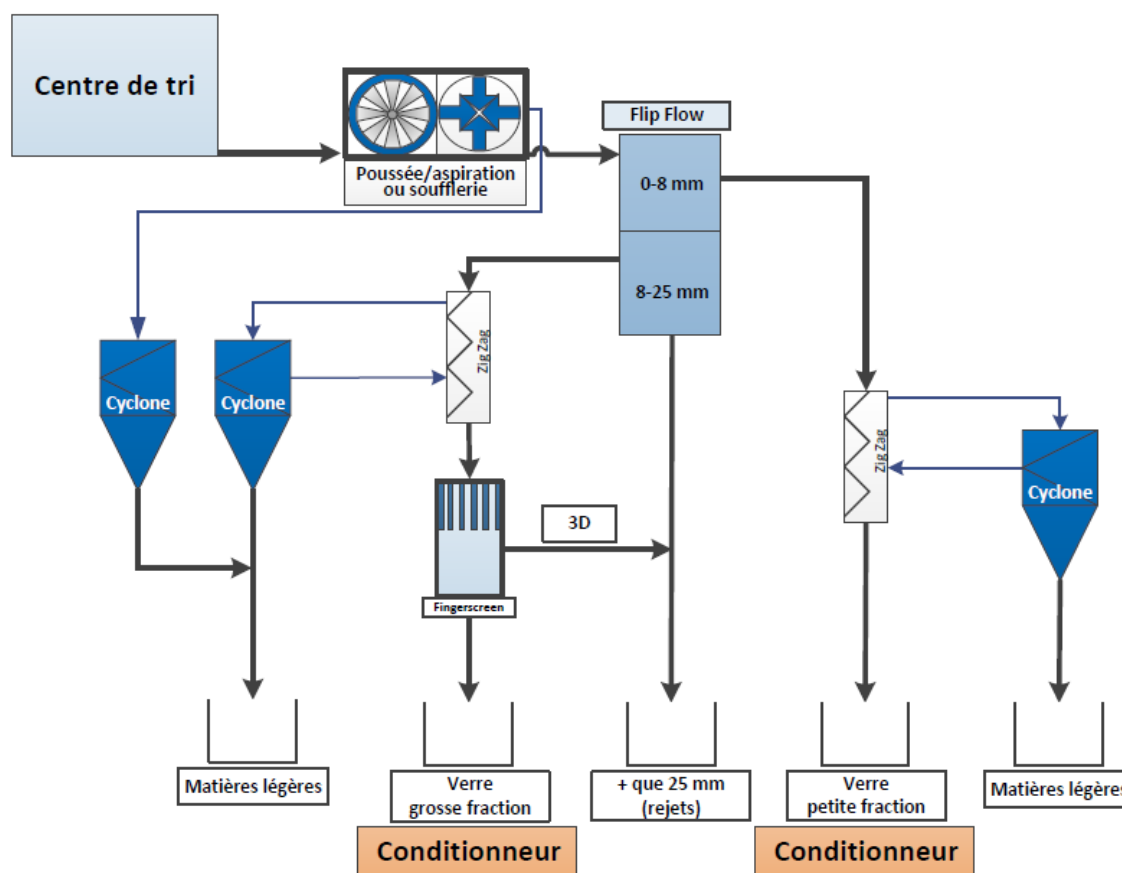 Centre de tri
Poussée/aspiration
ou soufflerie
Flip Flow
0-8 mm
8-25 mm
Zig Zag
Cyclone
Cyclone
Zig Zag
Cyclone
3D
Fingerscreen
Matières légères
Verre
grosse fraction
+ que 25 mm
(rejets)
Verre
petite fraction
Matières légères
Conditionneur
Conditionneur